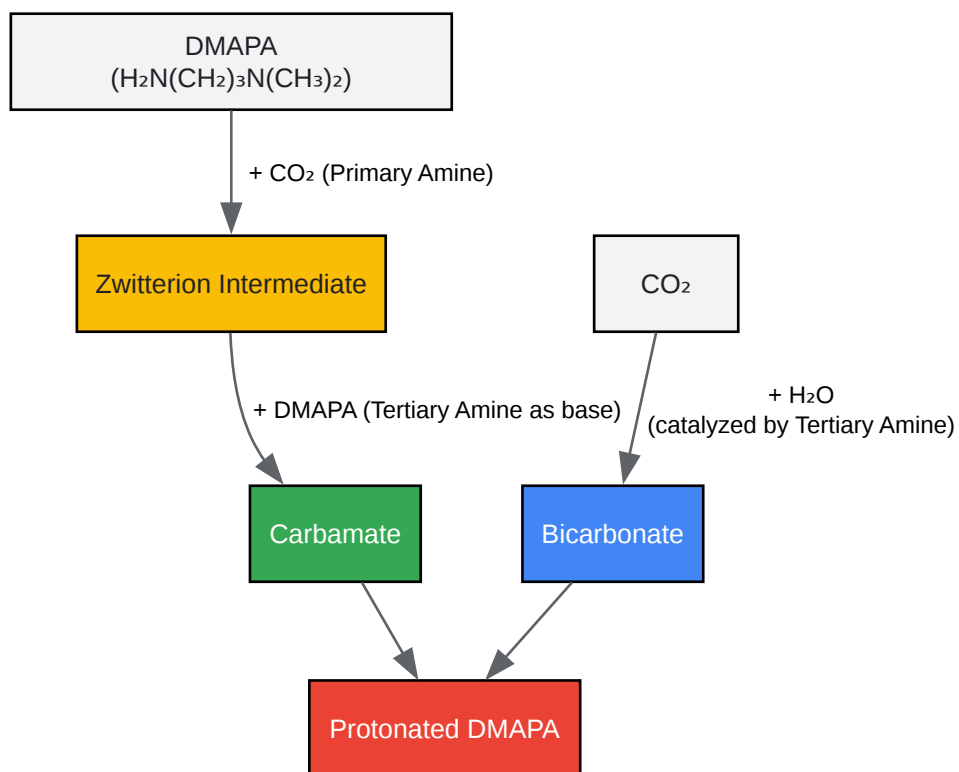 DMAPA
(H₂N(CH₂)₃N(CH₃)₂)
+ CO₂ (Primary Amine)
Zwitterion Intermediate
CO₂
+ DMAPA (Tertiary Amine as base)
+ H₂O
(catalyzed by Tertiary Amine)
Carbamate
Bicarbonate
Protonated DMAPA